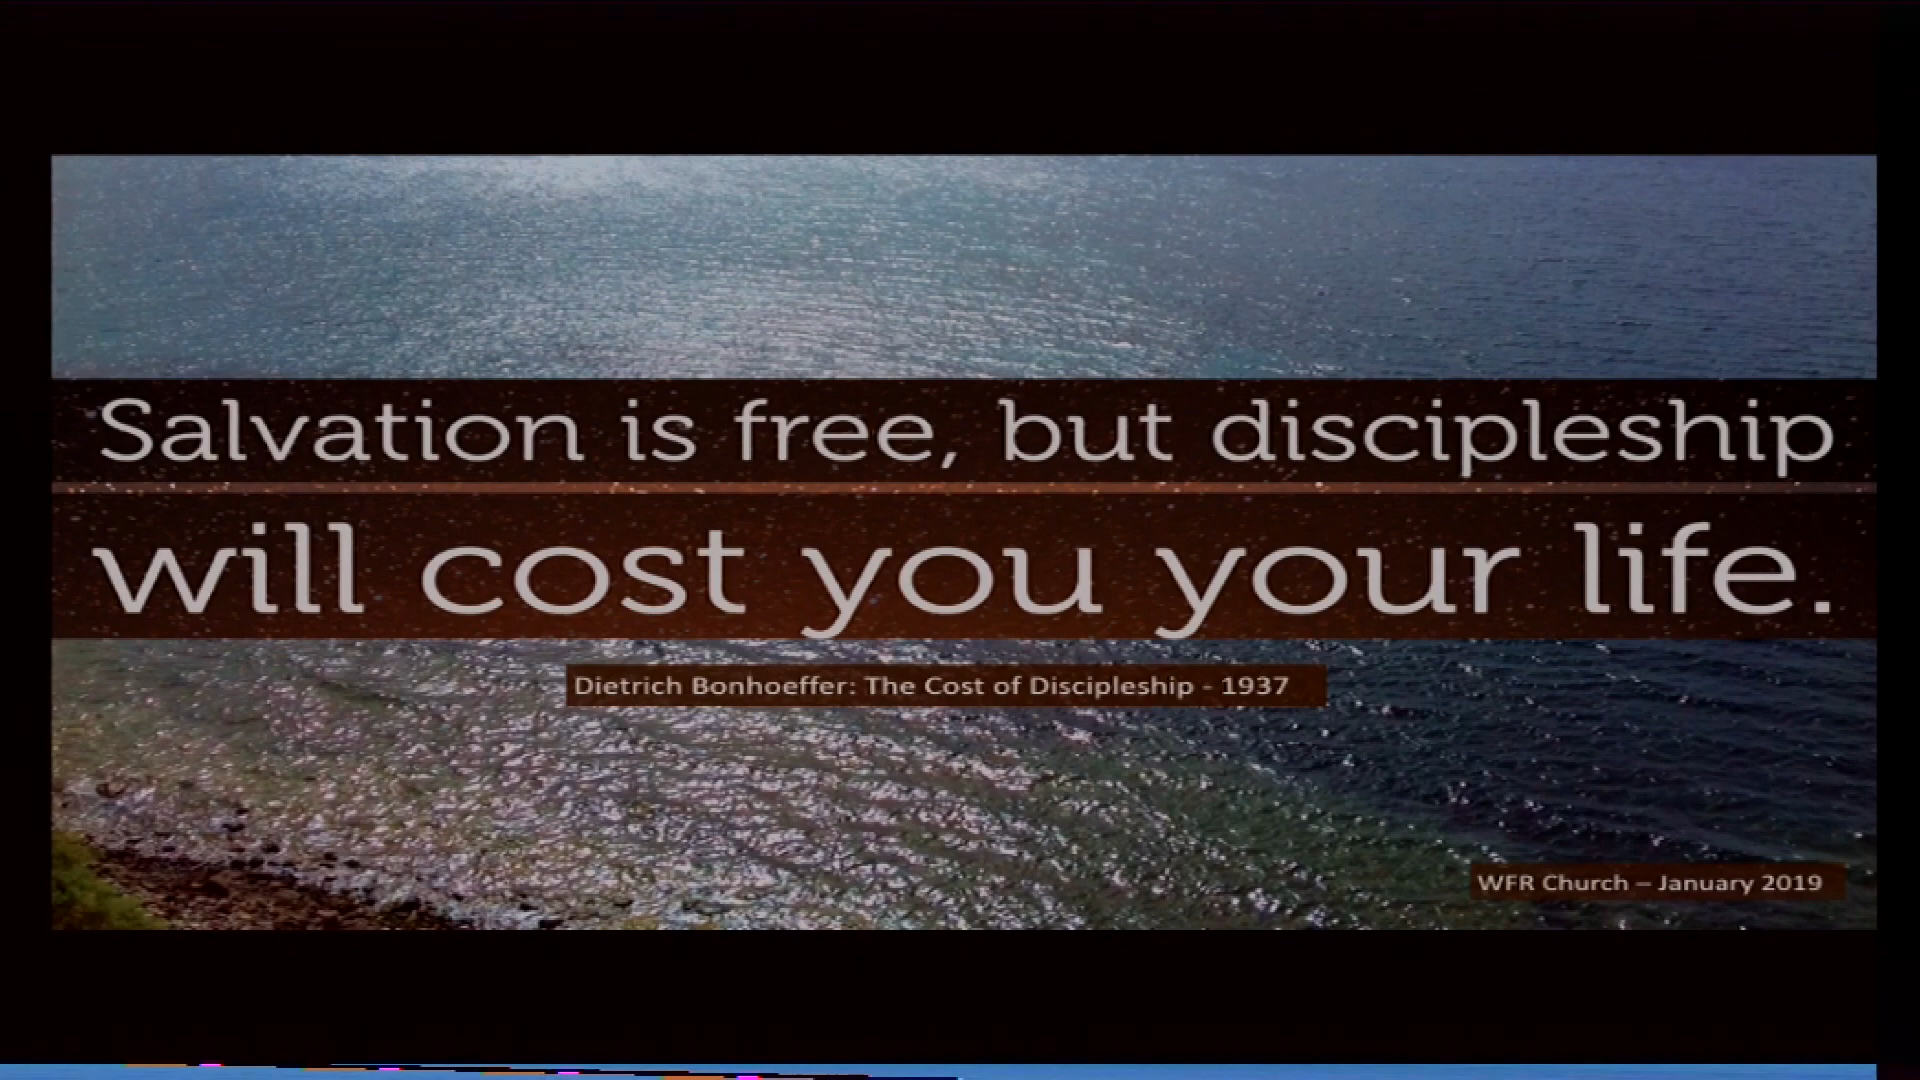 Salvation is free, but discipleship
will cost you your life.
Dietrich Bonhoeffer: The Cost of Discipleship - 1937
WFR Church – January 2019